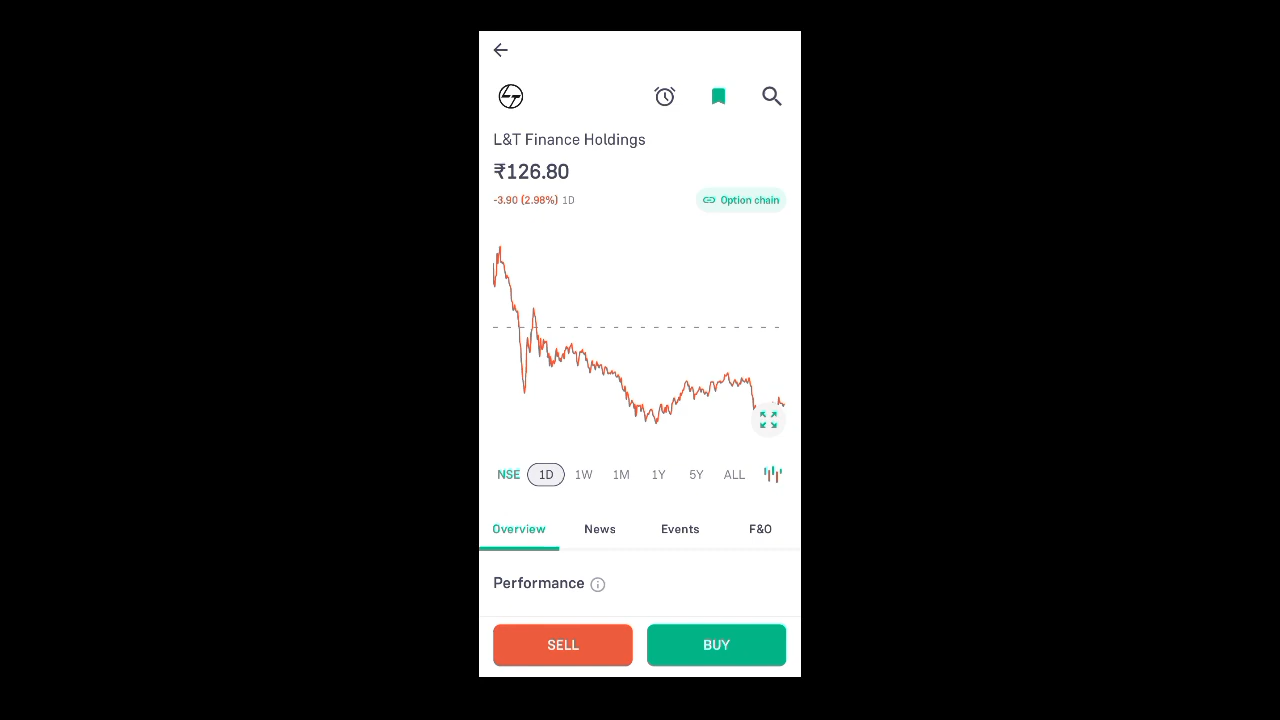 L&T Finance Holdings
₹126.80
-3.90 (2.98%) 1D
Option chain
NSE 1D 1W 1M 1Y 5Y ALL
Overview News Events F&O
Performance
SELL BUY